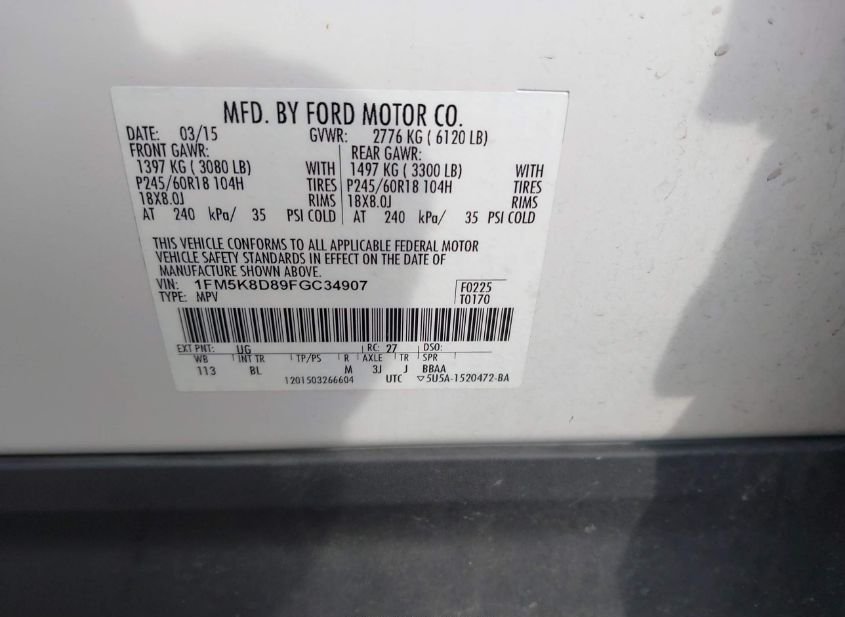 MFD. BY FORD MOTOR CO.
DATE: 03/15 GVWR: 2776 KG ( 6120 LB)
FRONT GAWR: REAR GAWR:
1397 KG ( 3080 LB) WITH 1497 KG ( 3300 LB) WITH
P245/60R18 104H TIRES P245/60R18 104H TIRES
18X8.0J RIMS 18X8.0J RIMS
AT 240 kPa/ 35 PSI COLD AT 240 kPa/ 35 PSI COLD
THIS VEHICLE CONFORMS TO ALL APPLICABLE FEDERAL MOTOR
VEHICLE SAFETY STANDARDS IN EFFECT ON THE DATE OF
MANUFACTURE SHOWN ABOVE.
VIN: 1FM5K8D89FGC34907 F0225
TYPE: MPV T0170
EXT PNT: UG RC: 27 DSO:
WB INT TR TP/PS R AXLE TR SPR
113 BL M 3J J BBAA
1201503266604 UTC ▽5U5A-1520472-BA